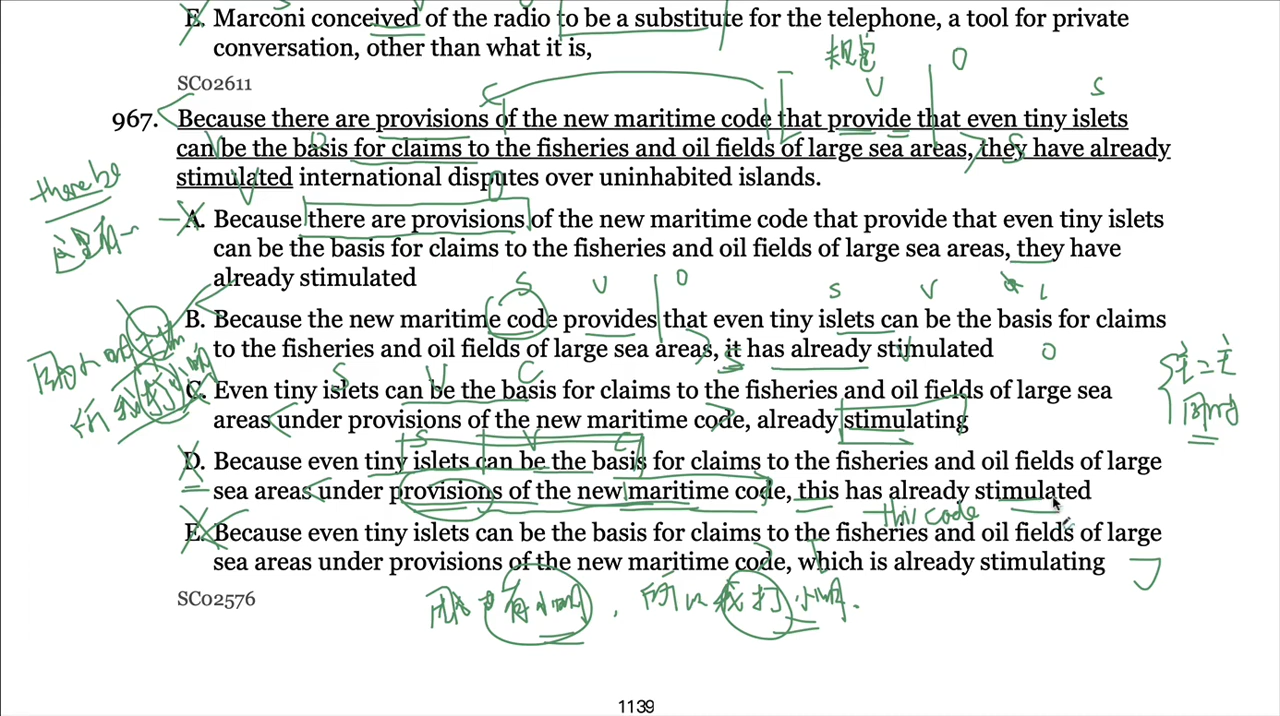 E. Marconi conceived of the radio to be a substitute for the telephone, a tool for private
conversation, other than what it is,
SC02611
规定
V
O
S
967. Because there are provisions of the new maritime code that provide that even tiny islets
can be the basis for claims to the fisheries and oil fields of large sea areas, they have already
stimulated international disputes over uninhabited islands.
there be
A. Because there are provisions of the new maritime code that provide that even tiny islets
can be the basis for claims to the fisheries and oil fields of large sea areas, they have
already stimulated
S V O S V
B. Because the new maritime code provides that even tiny islets can be the basis for claims
to the fisheries and oil fields of large sea areas, it has already stimulated
S V C
C. Even tiny islets can be the basis for claims to the fisheries and oil fields of large sea
areas under provisions of the new maritime code, already stimulating
主=主
同时
S V C
D. Because even tiny islets can be the basis for claims to the fisheries and oil fields of large
sea areas under provisions of the new maritime code, this has already stimulated
this code
E. Because even tiny islets can be the basis for claims to the fisheries and oil fields of large
sea areas under provisions of the new maritime code, which is already stimulating
SC02576
所以我打小明.
1139